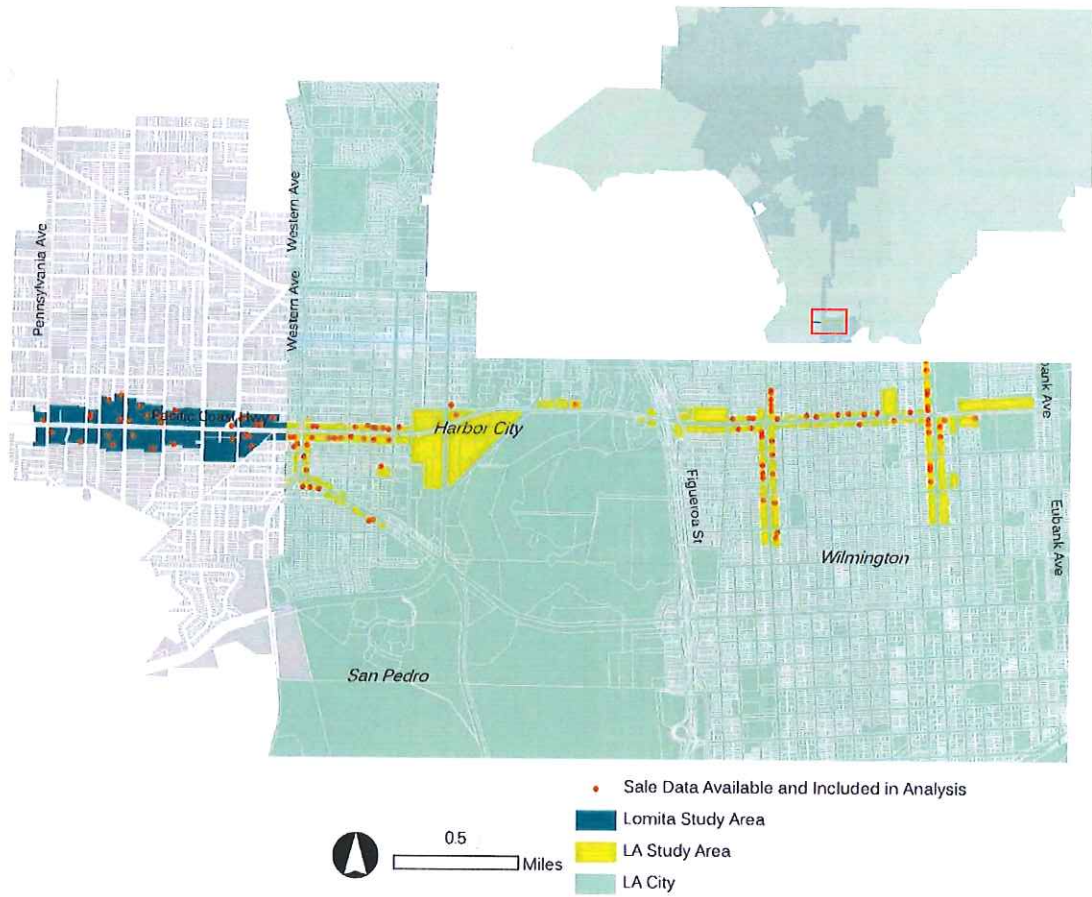 Pennsylvania Ave
Western Ave
Western Ave
Pacific Coast Hwy
Harbor City
Figueroa St
Wilmington
Eubank Ave
bank Ave
San Pedro
Sale Data Available and Included in Analysis
Lomita Study Area
LA Study Area
LA City
0.5
Miles